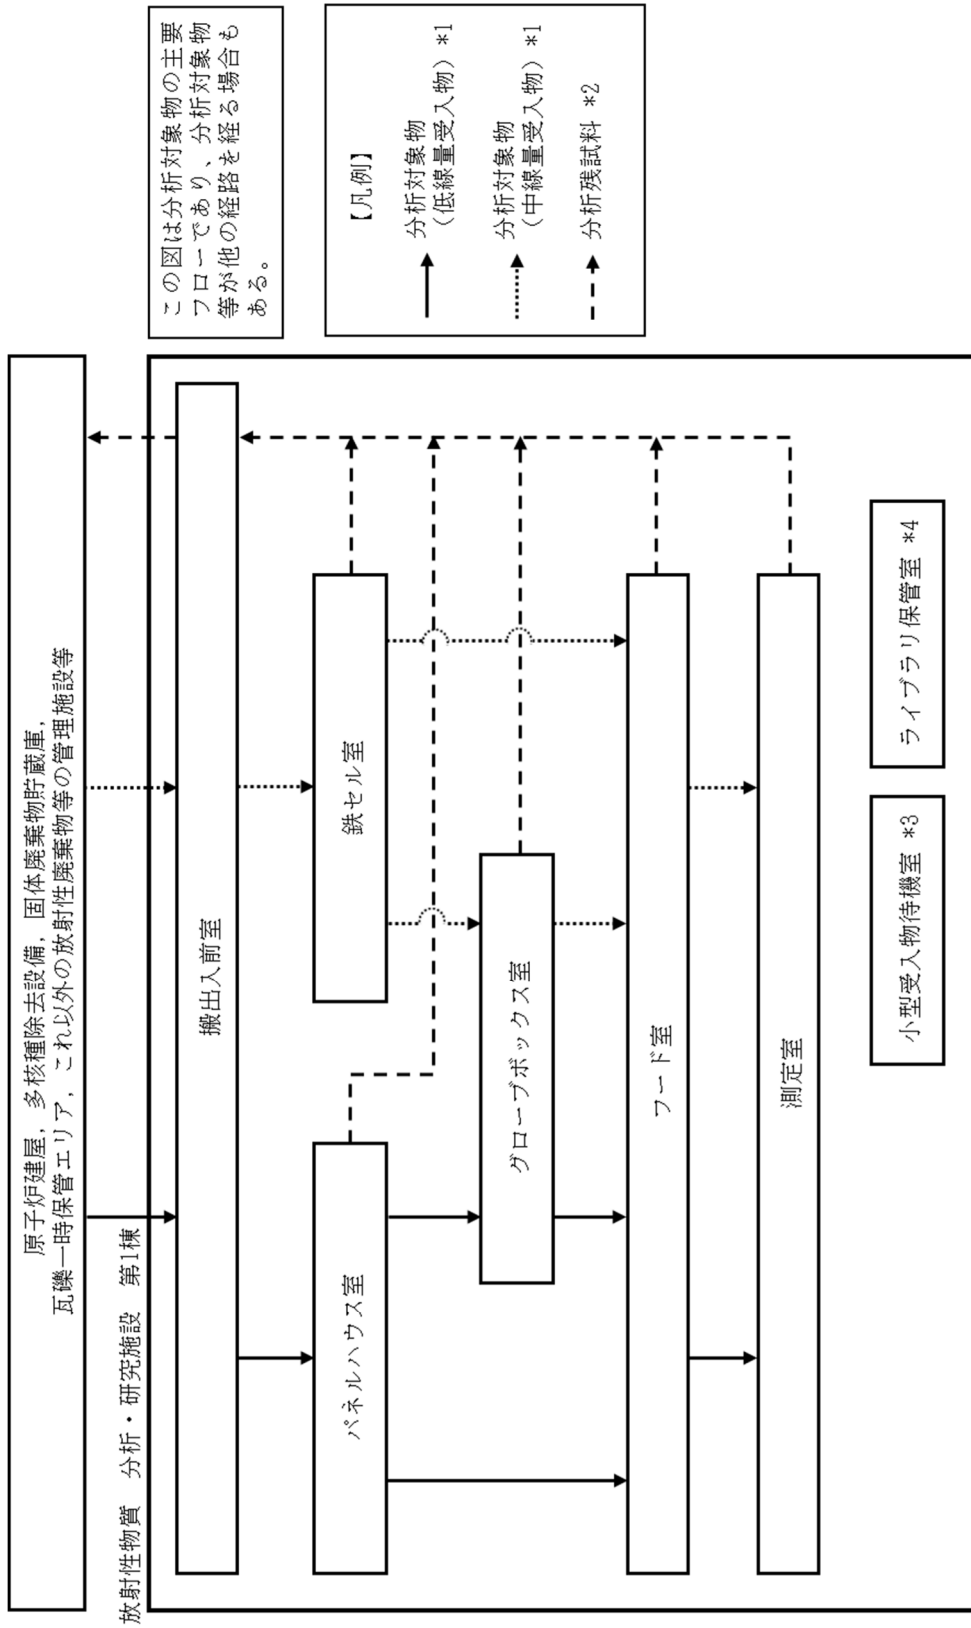 原子炉建屋，多核種除去設備，固体廃棄物貯蔵庫，
瓦礫一時保管エリア，これ以外の放射性廃棄物等の管理施設等
放射性物質　分析・研究施設　第1棟
搬出入前室
パネルハウス室
鉄セル室
グローブボックス室
フード室
測定室
小型受入物待機室 *3
ライブラリ保管室 *4
この図は分析対象物の主要
フローであり、分析対象物
等が他の経路を経る場合も
ある。
【凡例】
分析対象物
（低線量受入物）*1
分析対象物
（中線量受入物）*1
分析残試料 *2